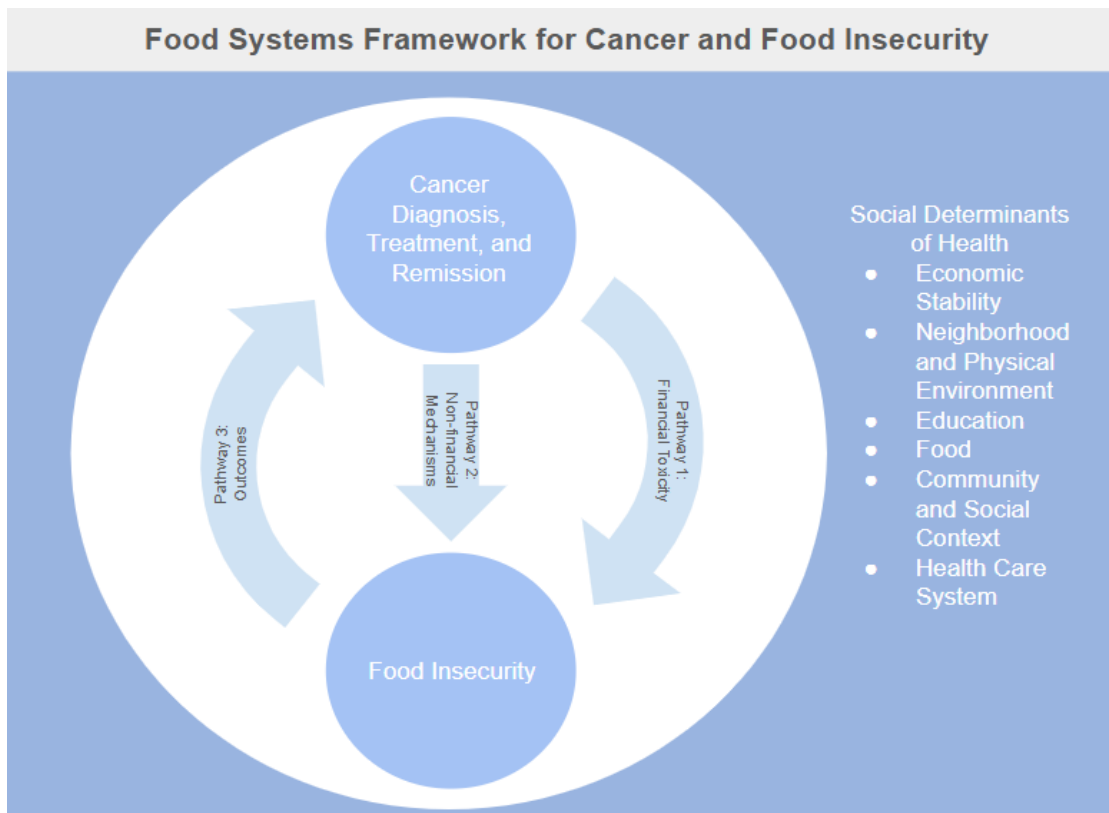 Food Systems Framework for Cancer and Food Insecurity
Cancer
Diagnosis,
Treatment, and
Remission
Pathway 1:
Financial Toxicity
Pathway 2:
Non-financial
Mechanisms
Pathway 3:
Outcomes
Food Insecurity
Social Determinants
of Health
● Economic
Stability
● Neighborhood
and Physical
Environment
● Education
● Food
● Community
and Social
Context
● Health Care
System